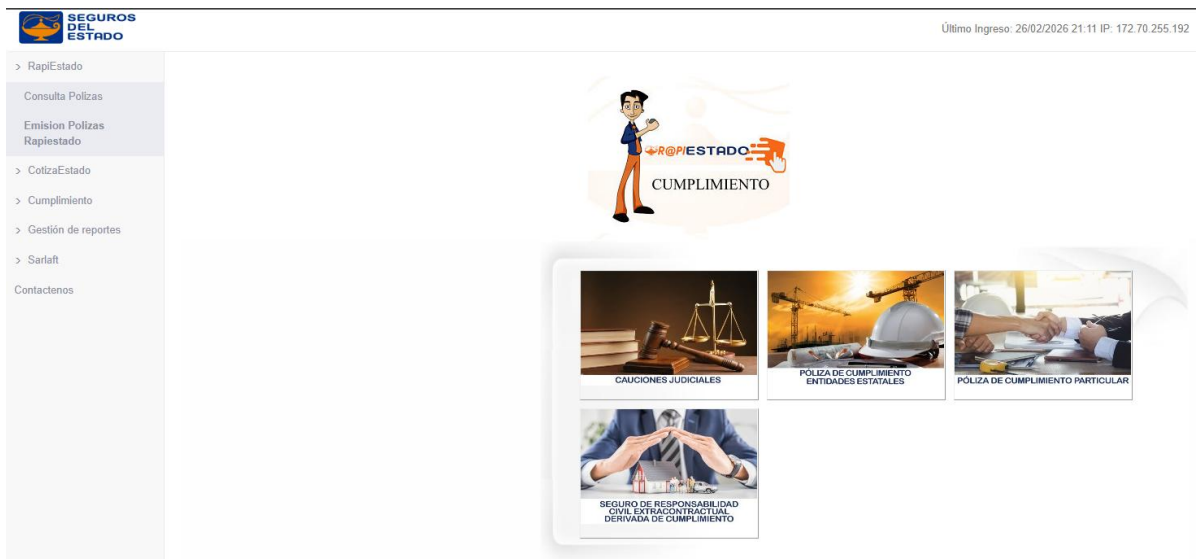 SEGUROS
DEL
ESTADO
Último Ingreso: 26/02/2026 21:11 IP: 172.70.255.192
> RapiEstado
Consulta Polizas
Emision Polizas
Rapiestado
> CotizaEstado
> Cumplimiento
> Gestión de reportes
> Sarlaft
Contactenos
R@PIESTADO
CUMPLIMIENTO
CAUCIONES JUDICIALES
PÓLIZA DE CUMPLIMIENTO
ENTIDADES ESTATALES
PÓLIZA DE CUMPLIMIENTO PARTICULAR
SEGURO DE RESPONSABILIDAD
CIVIL EXTRACONTRACTUAL
DERIVADA DE CUMPLIMIENTO